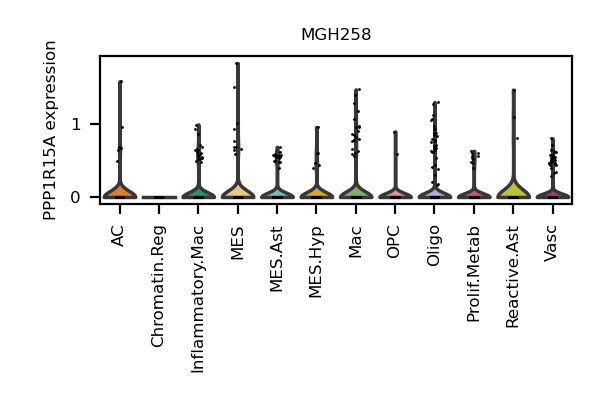 MGH258
PPP1R15A expression
1
0
AC
Chromatin.Reg
Inflammatory.Mac
MES
MES.Ast
MES.Hyp
Mac
OPC
Oligo
Prolif.Metab
Reactive.Ast
Vasc